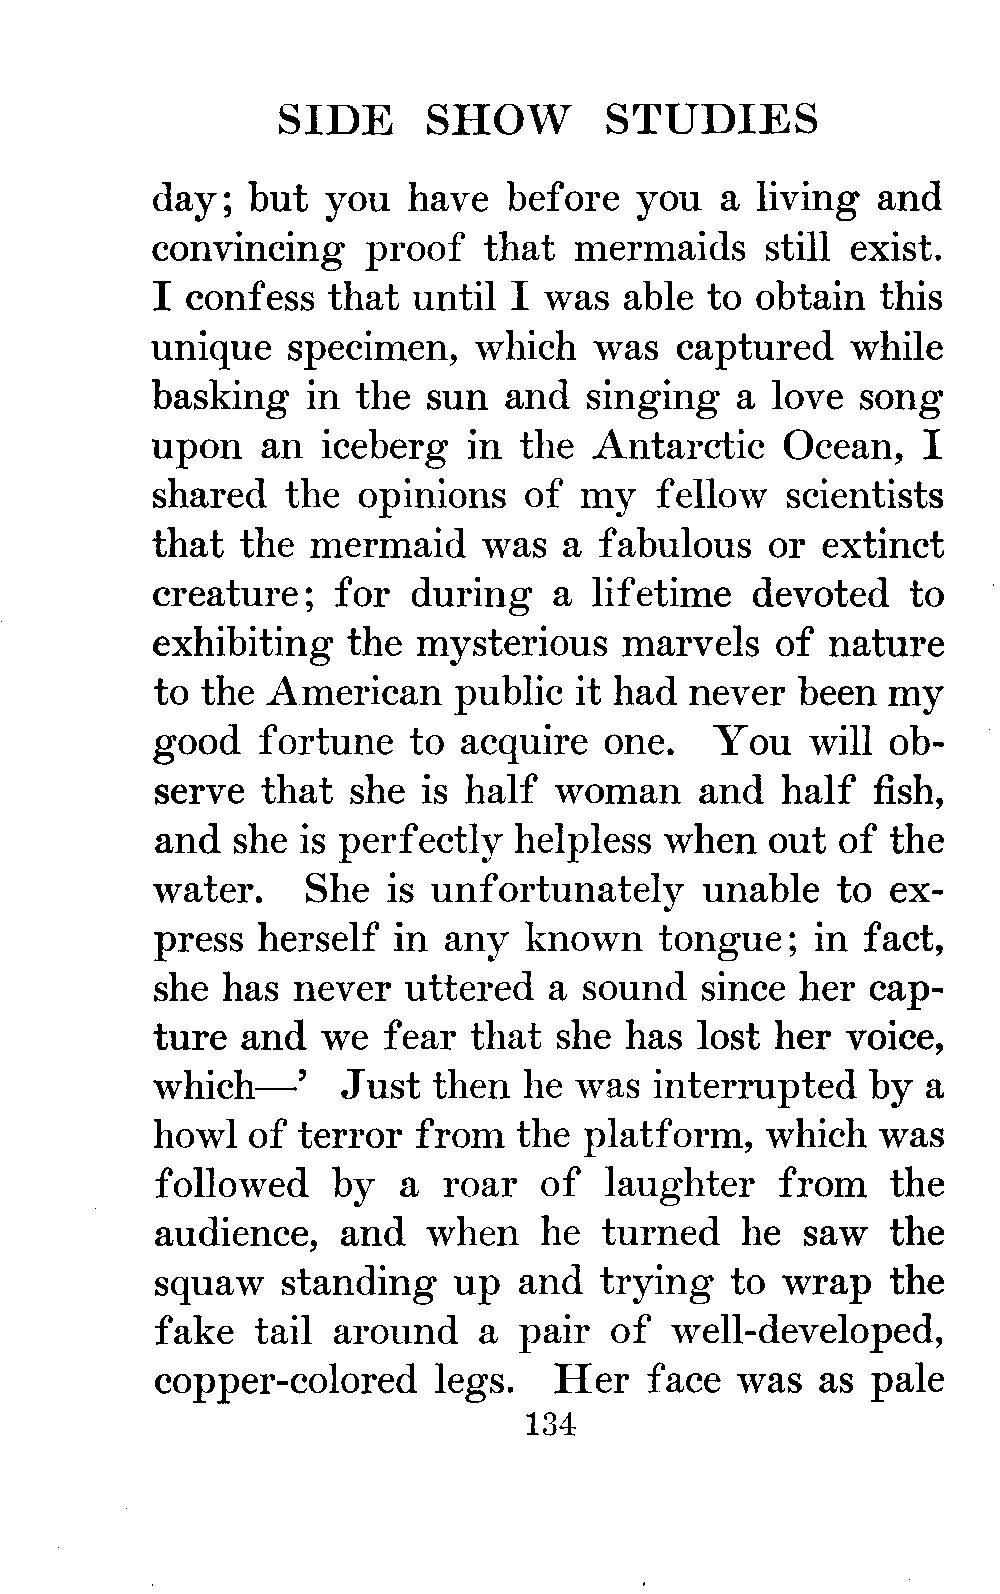 SIDE SHOW STUDIES
day; but you have before you a living and
convincing proof that mermaids still exist.
I confess that until I was able to obtain this
unique specimen, which was captured while
basking in the sun and singing a love song
upon an iceberg in the Antarctic Ocean, I
shared the opinions of my fellow scientists
that the mermaid was a fabulous or extinct
creature; for during a lifetime devoted to
exhibiting the mysterious marvels of nature
to the American public it had never been my
good fortune to acquire one. You will ob-
serve that she is half woman and half fish,
and she is perfectly helpless when out of the
water. She is unfortunately unable to ex-
press herself in any known tongue; in fact,
she has never uttered a sound since her cap-
ture and we fear that she has lost her voice,
which—’ Just then he was interrupted by a
howl of terror from the platform, which was
followed by a roar of laughter from the
audience, and when he turned he saw the
squaw standing up and trying to wrap the
fake tail around a pair of well-developed,
copper-colored legs. Her face was as pale
134